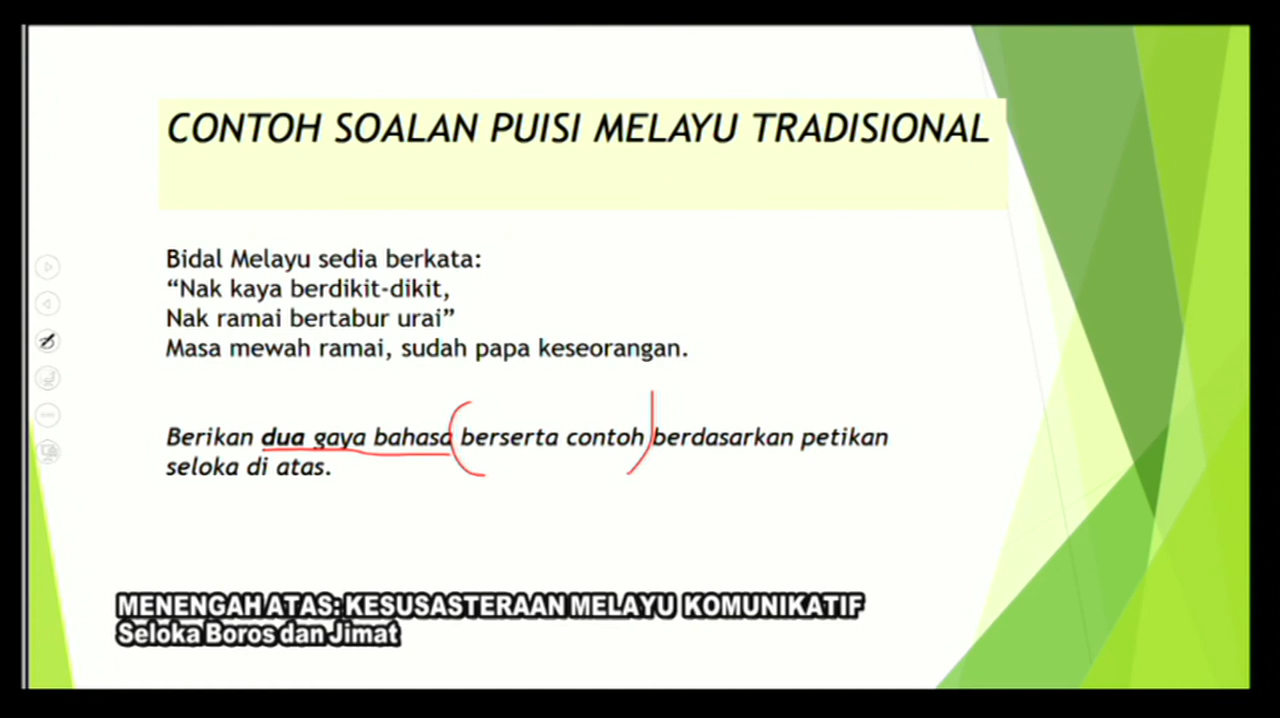 CONTOH SOALAN PUISI MELAYU TRADISIONAL
Bidal Melayu sedia berkata:
“Nak kaya berdikit-dikit,
Nak ramai bertabur urai”
Masa mewah ramai, sudah papa keseorangan.
Berikan dua gaya bahasa berserta contoh berdasarkan petikan
seloka di atas.
MENENGAH ATAS: KESUSASTERAAN MELAYU KOMUNIKATIF
Seloka Boros dan Jimat